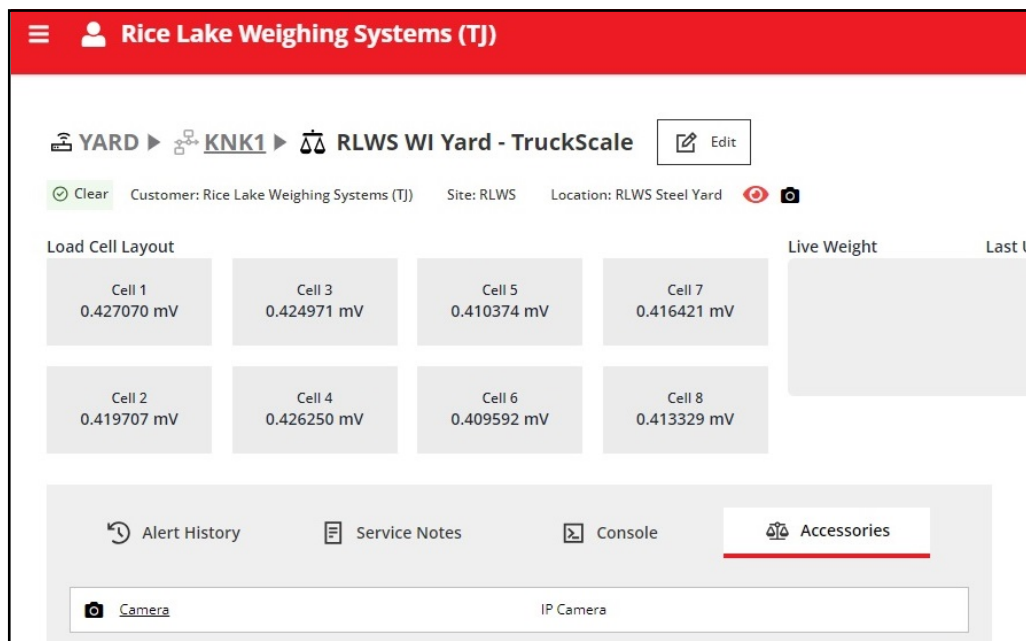 Rice Lake Weighing Systems (TJ)
YARD KNK1 RLWS WI Yard - TruckScale Edit
Clear Customer: Rice Lake Weighing Systems (TJ) Site: RLWS Location: RLWS Steel Yard
Load Cell Layout Live Weight Last
Cell 1 Cell 3 Cell 5 Cell 7
0.427070 mV 0.424971 mV 0.410374 mV 0.416421 mV
Cell 2 Cell 4 Cell 6 Cell 8
0.419707 mV 0.426250 mV 0.409592 mV 0.413329 mV
Alert History Service Notes Console Accessories
Camera IP Camera